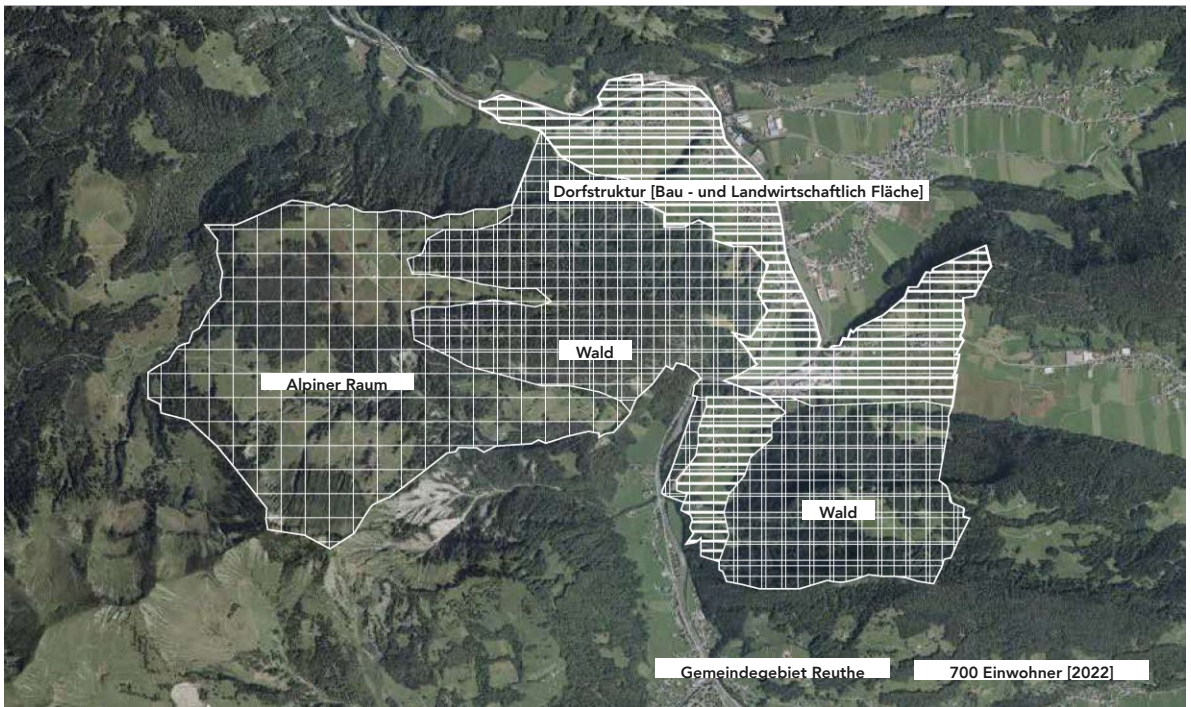 Dorfstruktur [Bau - und Landwirtschaftlich Fläche]
Wald
Alpiner Raum
Wald
Gemeindegebiet Reuthe
700 Einwohner [2022]